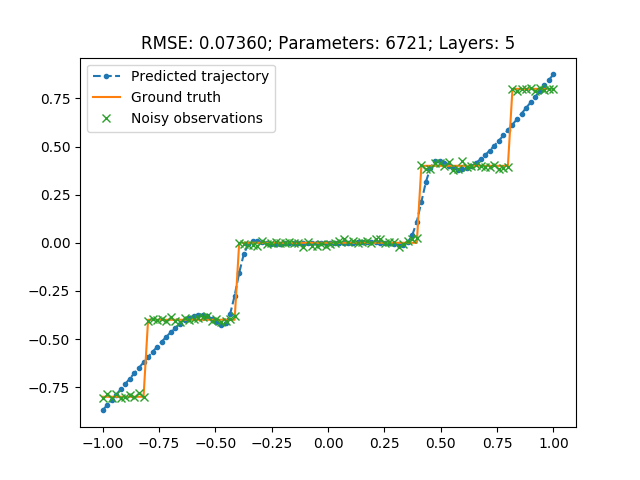 RMSE: 0.07360; Parameters: 6721; Layers: 5
Predicted trajectory
Ground truth
Noisy observations
0.75
0.50
0.25
0.00
−0.25
−0.50
−0.75
−1.00 −0.75 −0.50 −0.25 0.00 0.25 0.50 0.75 1.00